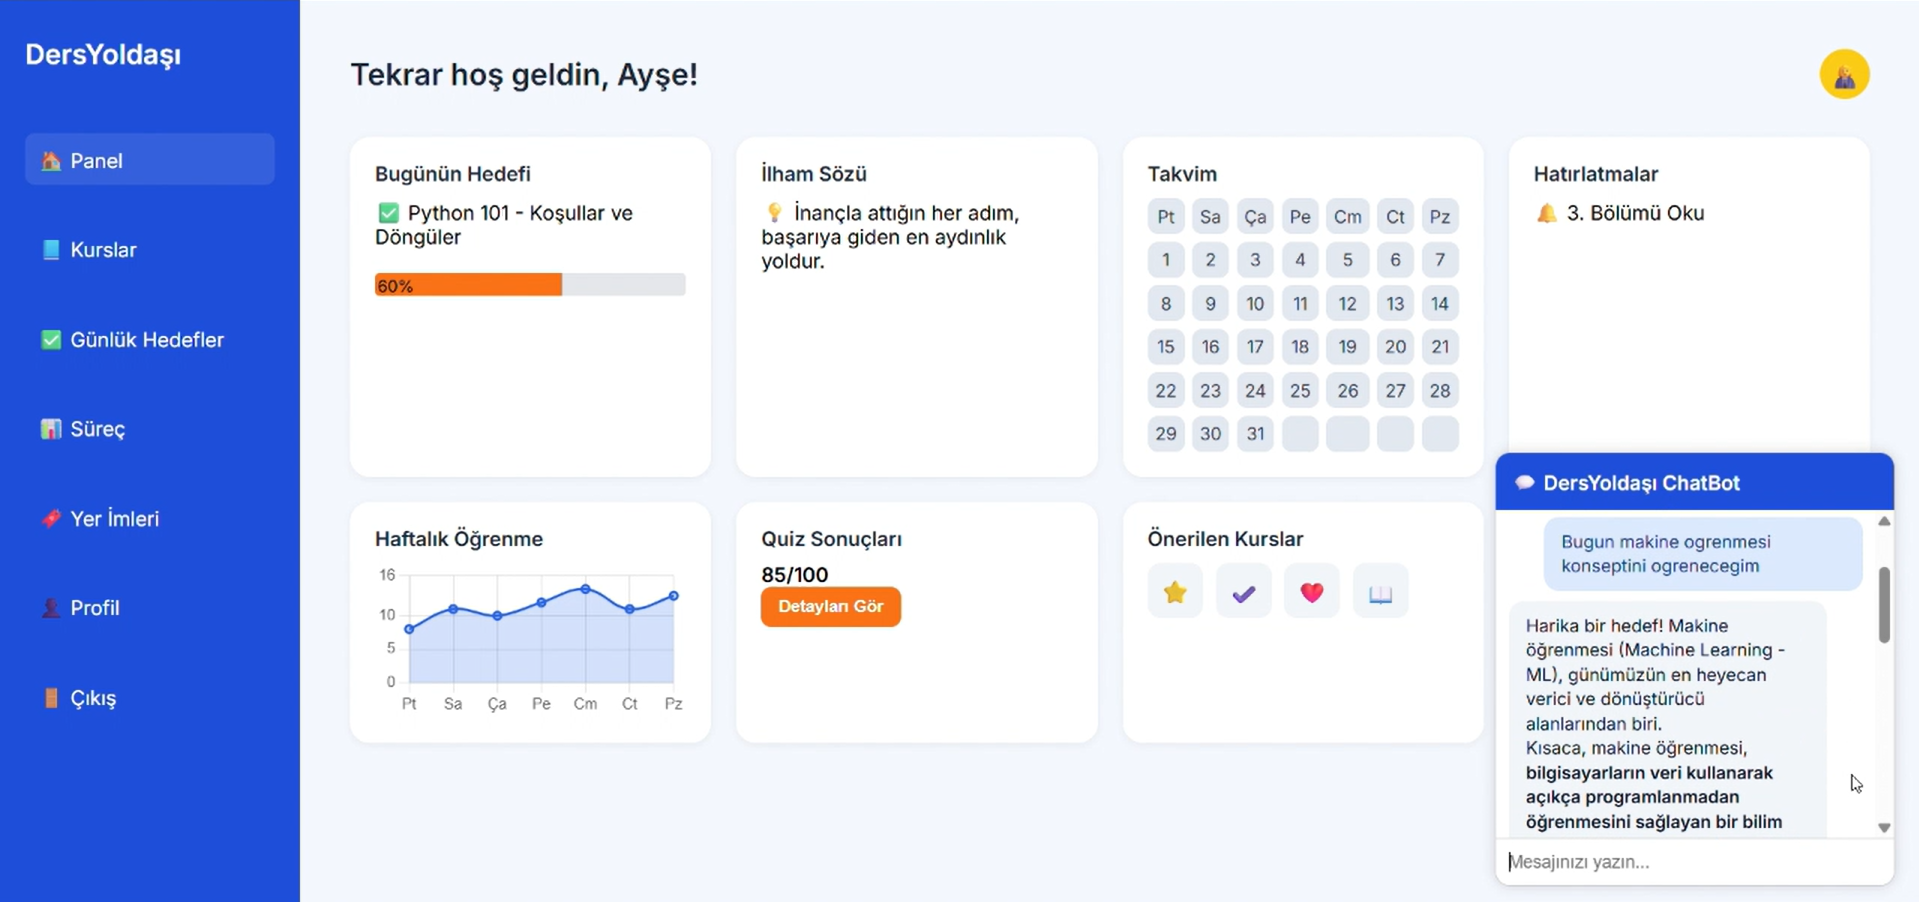 DersYoldaşı
Panel
Kurslar
Günlük Hedefler
Süreç
Yer İmleri
Profil
Çıkış
Tekrar hoş geldin, Ayşe!
Bugünün Hedefi
Python 101 - Koşullar ve
Döngüler
60%
İlham Sözü
İnançla attığın her adım,
başarıya giden en aydınlık
yoldur.
Takvim
Pt Sa Ça Pe Cm Ct Pz
1 2 3 4 5 6 7
8 9 10 11 12 13 14
15 16 17 18 19 20 21
22 23 24 25 26 27 28
29 30 31
Hatırlatmalar
3. Bölümü Oku
Haftalık Öğrenme
16
10
5
0
Pt Sa Ça Pe Cm Ct Pz
Quiz Sonuçları
85/100
Detayları Gör
Önerilen Kurslar
DersYoldaşı ChatBot
Bugun makine ogrenmesi
konseptini ogrenecegim
Harika bir hedef! Makine
öğrenmesi (Machine Learning -
ML), günümüzün en heyecan
verici ve dönüştürücü
alanlarından biri.
Kısaca, makine öğrenmesi,
bilgisayarların veri kullanarak
açıkça programlanmadan
öğrenmesini sağlayan bir bilim
Mesajınızı yazın...